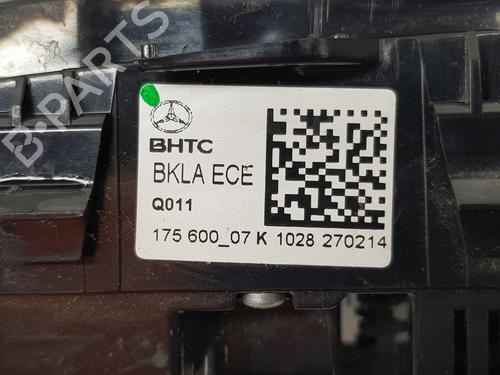 B-PARTS
BHTC
BKLA ECE
Q011
175 600_07 K 1028 270214